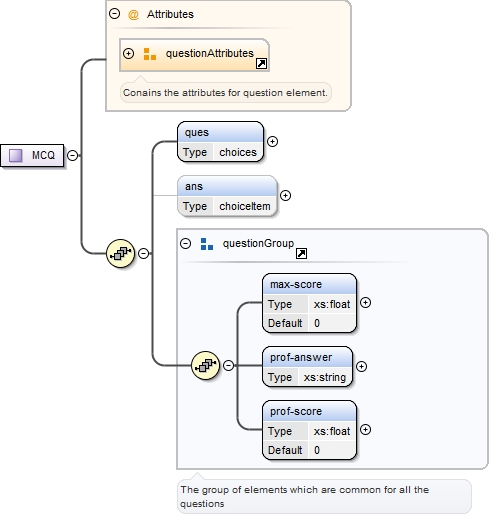 Attributes
questionAttributes
Conains the attributes for question element.
MCQ
ques
Type choices
ans
Type choiceItem
questionGroup
max-score
Type xs:float
Default 0
prof-answer
Type xs:string
prof-score
Type xs:float
Default 0
The group of elements which are common for all the
questions